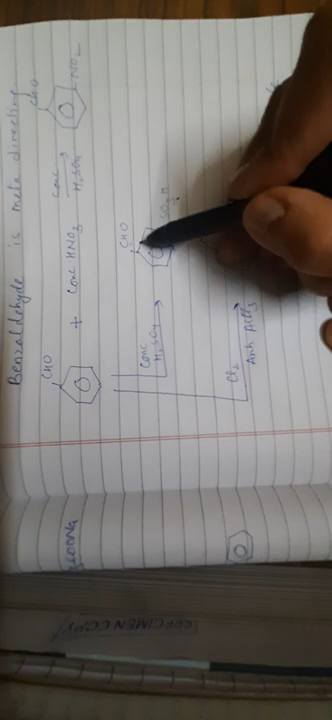 Benzaldehyde is meta directing
CHO
CHO
+ Conc HNO3 Conc
H2SO4
NO2
Conc
H2SO4
CHO
SO3H
Cl2
Anh AlCl3
COONa
SPECIMEN COPY